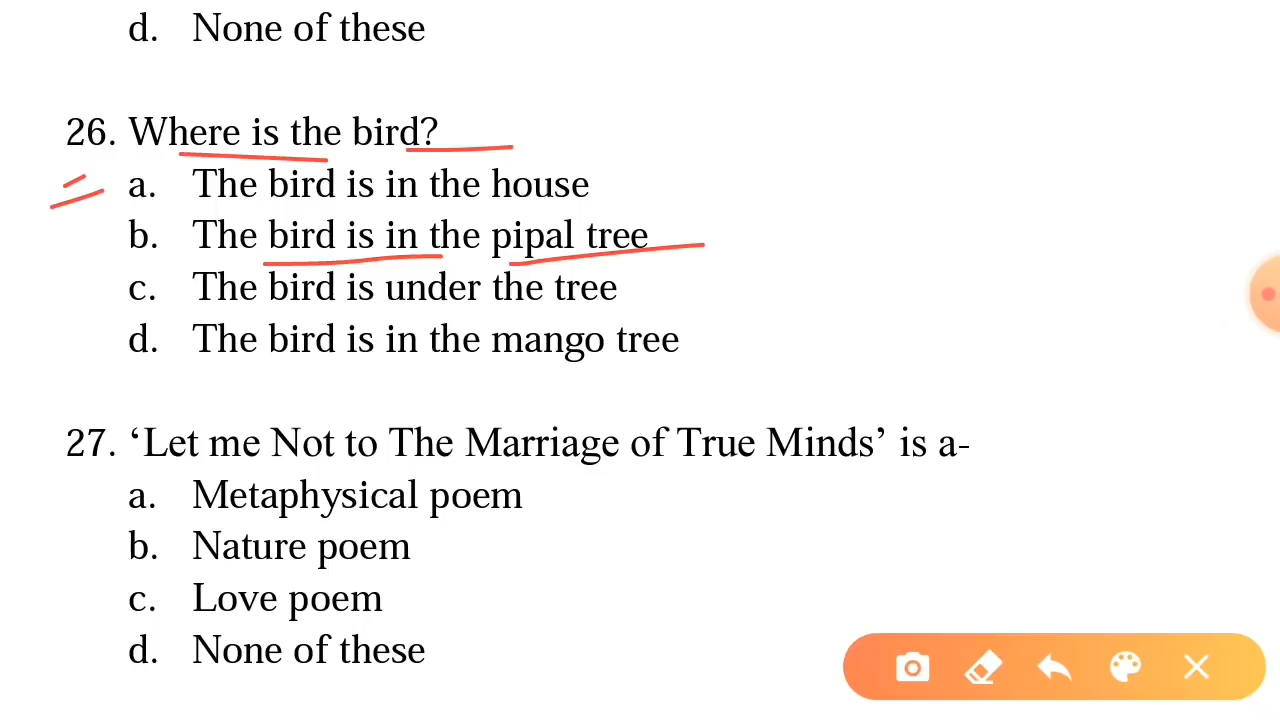 d. None of these
26. Where is the bird?
a. The bird is in the house
b. The bird is in the pipal tree
c. The bird is under the tree
d. The bird is in the mango tree
27. ‘Let me Not to The Marriage of True Minds’ is a-
a. Metaphysical poem
b. Nature poem
c. Love poem
d. None of these